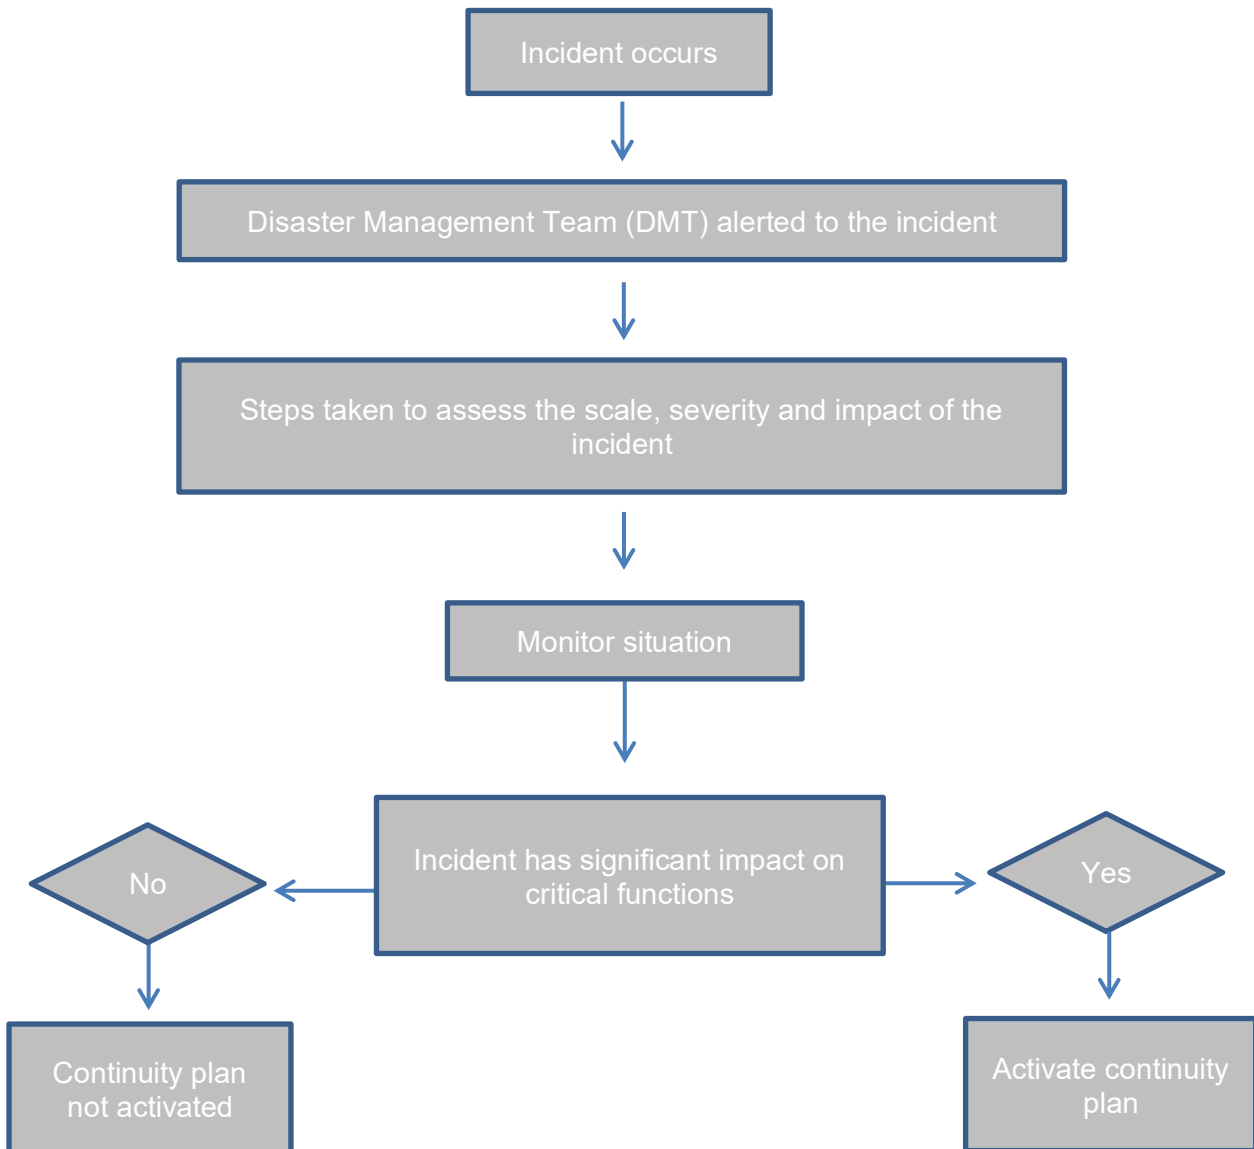 Incident occurs
Disaster Management Team (DMT) alerted to the incident
Steps taken to assess the scale, severity and impact of the
incident
Monitor situation
Incident has significant impact on
critical functions
No
Yes
Continuity plan
not activated
Activate continuity
plan